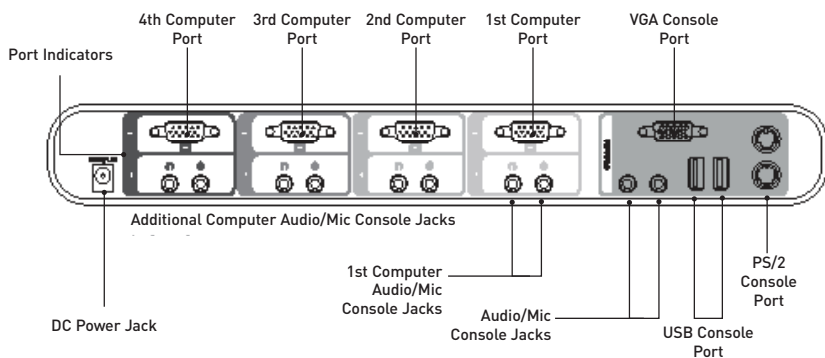 4th Computer
Port
3rd Computer
Port
2nd Computer
Port
1st Computer
Port
VGA Console
Port
Port Indicators
Additional Computer Audio/Mic Console Jacks
1st Computer
Audio/Mic
Console Jacks
Audio/Mic
Console Jacks
PS/2
Console
Port
USB Console
Port
DC Power Jack